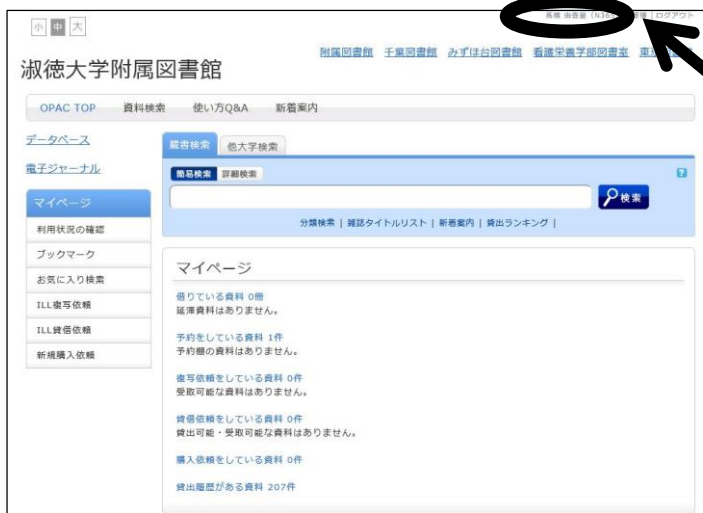 小 中 大
ログアウト
附属図書館 千葉図書館 みずほ台図書館 看護栄養学部図書室
淑徳大学附属図書館
OPAC TOP 資料検索 使い方Q&A 新着案内
データベース
電子ジャーナル
マイページ
利用状況の確認
ブックマーク
お気に入り検索
ILL複写依頼
ILL貸借依頼
新規購入依頼
蔵書検索 他大学検索
簡易検索 詳細検索
検索
分類検索 | 雑誌タイトルリスト | 新着案内 | 貸出ランキング |
マイページ
借りている資料 0冊
延滞資料はありません。
予約をしている資料 1件
予約棚の資料はありません。
複写依頼をしている資料 0件
受取可能な資料はありません。
貸借依頼をしている資料 0件
貸出可能・受取可能な資料はありません。
購入依頼をしている資料 0件
貸出履歴がある資料 207件